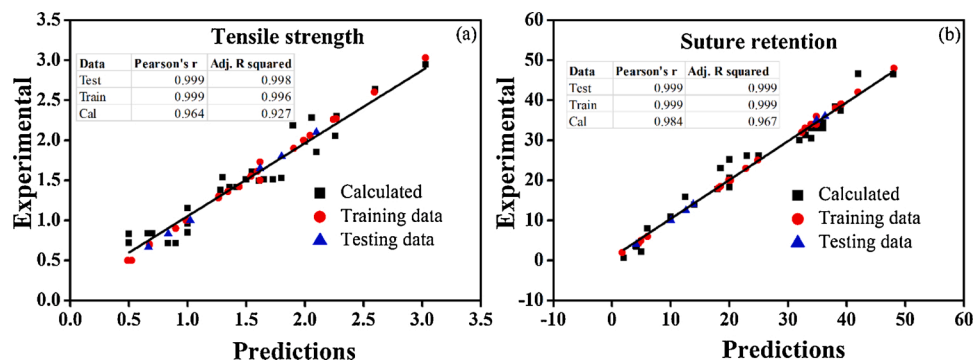 Tensile strength
(a)
Data Pearson's r Adj. R squared
Test 0.999 0.998
Train 0.999 0.996
Cal 0.964 0.927
Calculated
Training data
Testing data
Experimental
3.5
3.0
2.5
2.0
1.5
1.0
0.5
0.0
0.0 0.5 1.0 1.5 2.0 2.5 3.0 3.5
Predictions
Suture retention
(b)
Data Pearson's r Adj. R squared
Test 0.999 0.999
Train 0.999 0.999
Cal 0.984 0.967
Calculated
Training data
Testing data
Experimental
60
50
40
30
20
10
0
-10
-10 0 10 20 30 40 50 60
Predictions